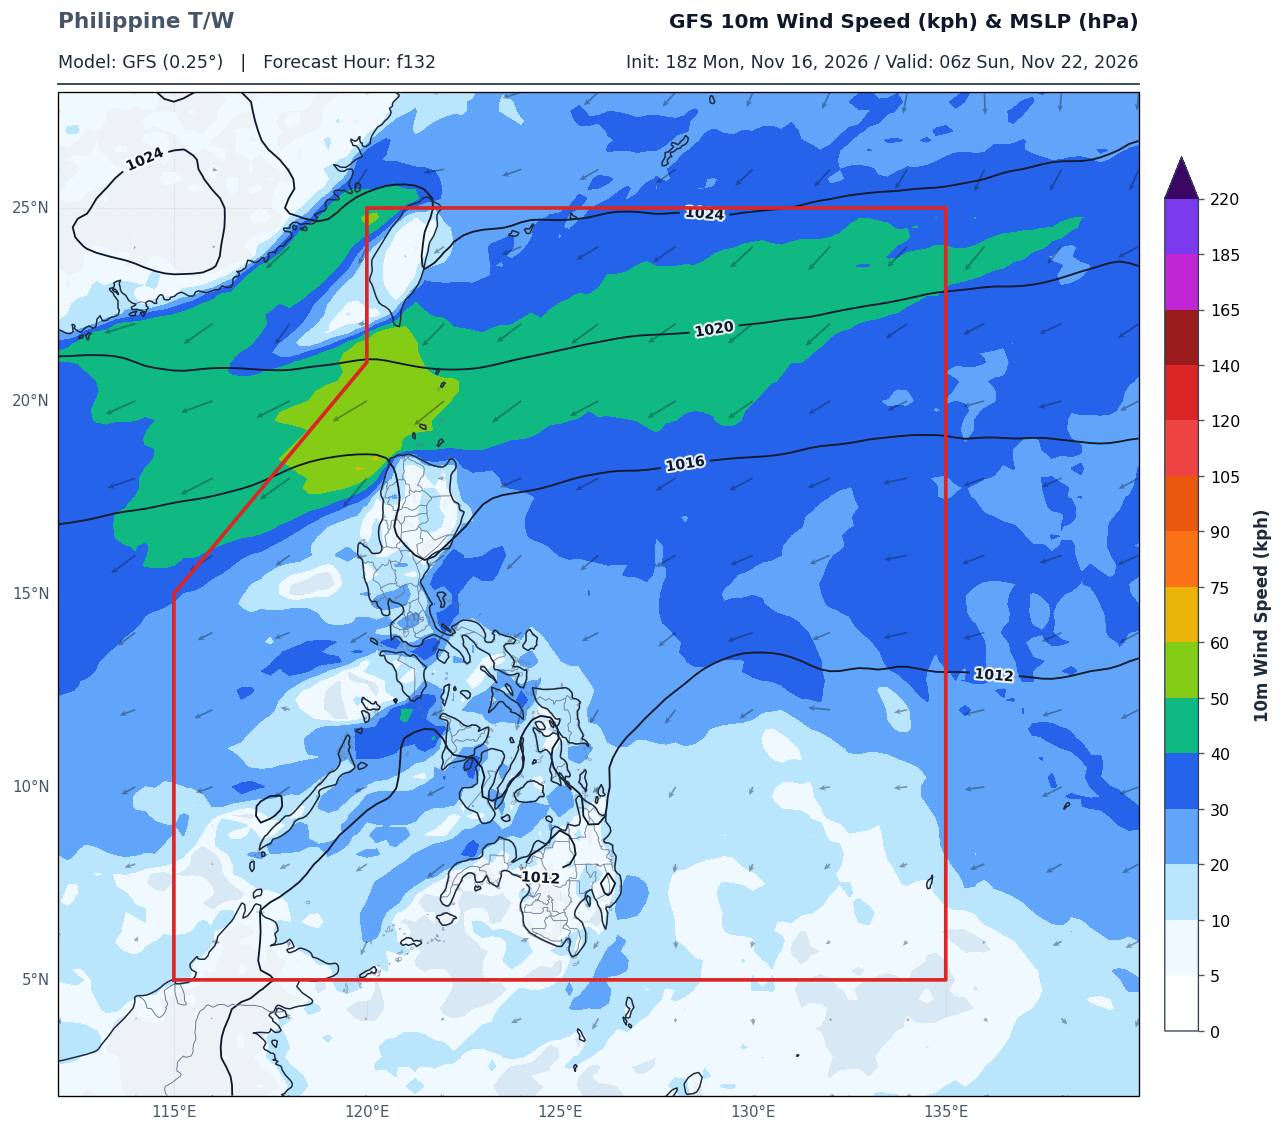 Philippine T/W
GFS 10m Wind Speed (kph) & MSLP (hPa)
Model: GFS (0.25°) | Forecast Hour: f132
Init: 18z Mon, Nov 16, 2026 / Valid: 06z Sun, Nov 22, 2026
1024
1024
1020
1016
1012
1012
25°N
20°N
15°N
10°N
5°N
115°E
120°E
125°E
130°E
135°E
220
185
165
140
120
105
90
75
60
50
40
30
20
10
5
0
10m Wind Speed (kph)